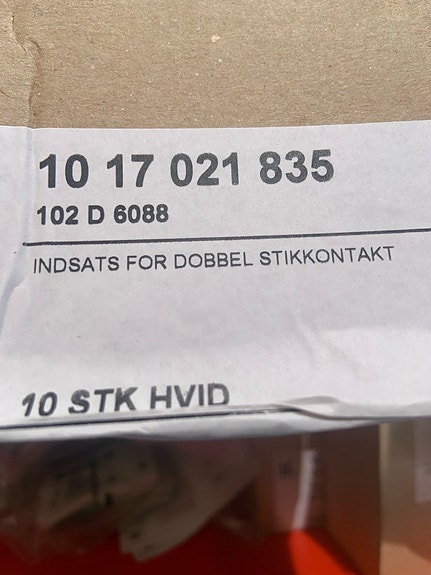 10 17 021 835
102 D 6088
INDSATS FOR DOBBEL STIKKONTAKT
10 STK HVID